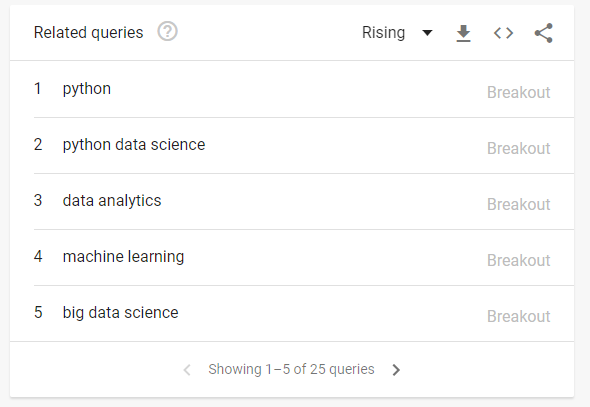 Related queries ? Rising
1 python Breakout
2 python data science Breakout
3 data analytics Breakout
4 machine learning Breakout
5 big data science Breakout
Showing 1–5 of 25 queries